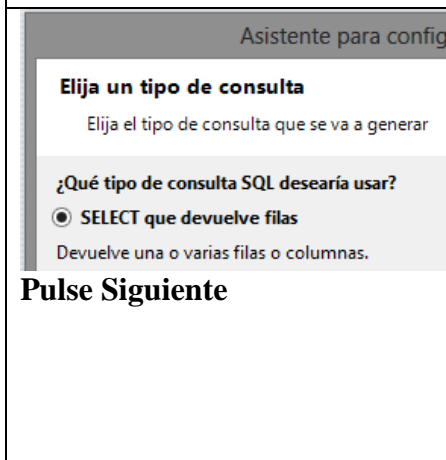 Asistente para config
Elija un tipo de consulta
Elija el tipo de consulta que se va a generar
¿Qué tipo de consulta SQL desearía usar?
SELECT que devuelve filas
Devuelve una o varias filas o columnas.
Pulse Siguiente